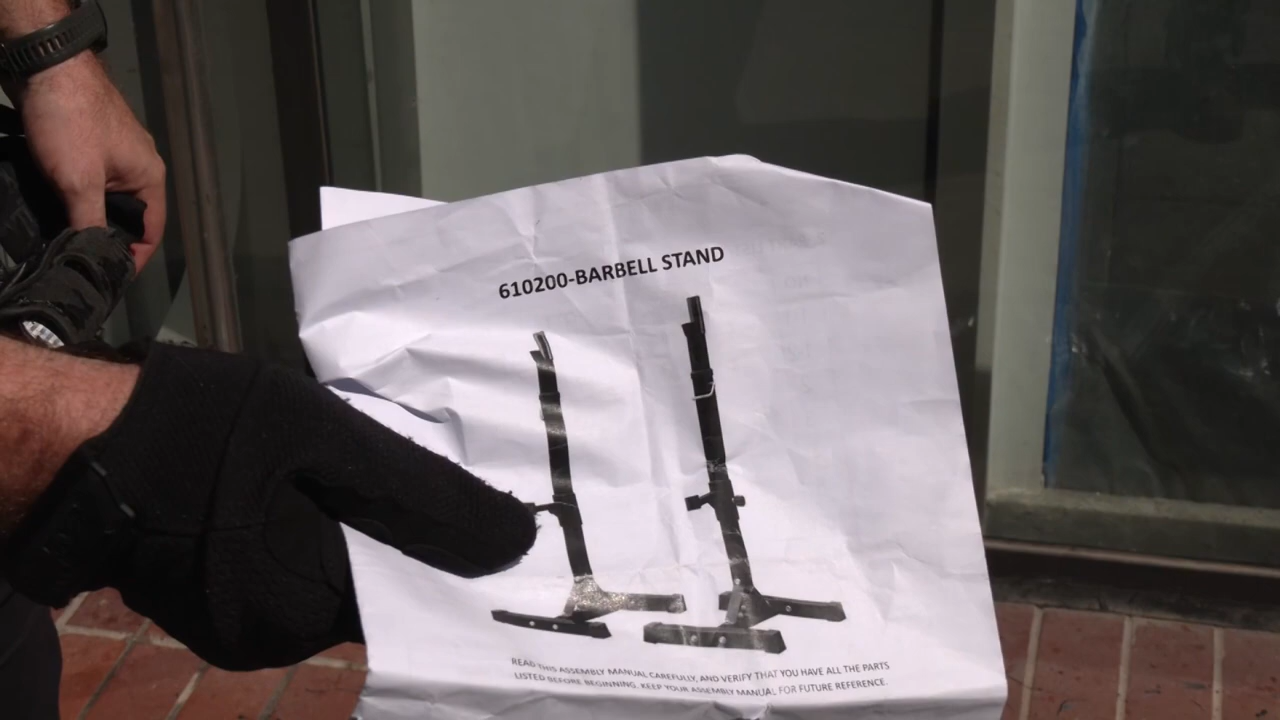 610200-BARBELL STAND
READ THIS ASSEMBLY MANUAL CAREFULLY, AND VERIFY THAT YOU HAVE ALL THE PARTS
LISTED BEFORE BEGINNING. KEEP YOUR ASSEMBLY MANUAL FOR FUTURE REFERENCE.